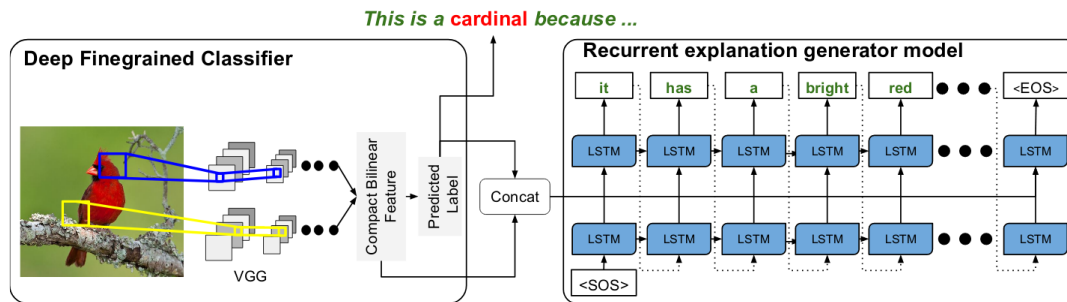 This is a cardinal because ...
Deep Finegrained Classifier
VGG
Compact Bilinear
Feature
Predicted
Label
Concat
Recurrent explanation generator model
it has a bright red <EOS>
LSTM LSTM LSTM LSTM LSTM LSTM
LSTM LSTM LSTM LSTM LSTM LSTM
<SOS>